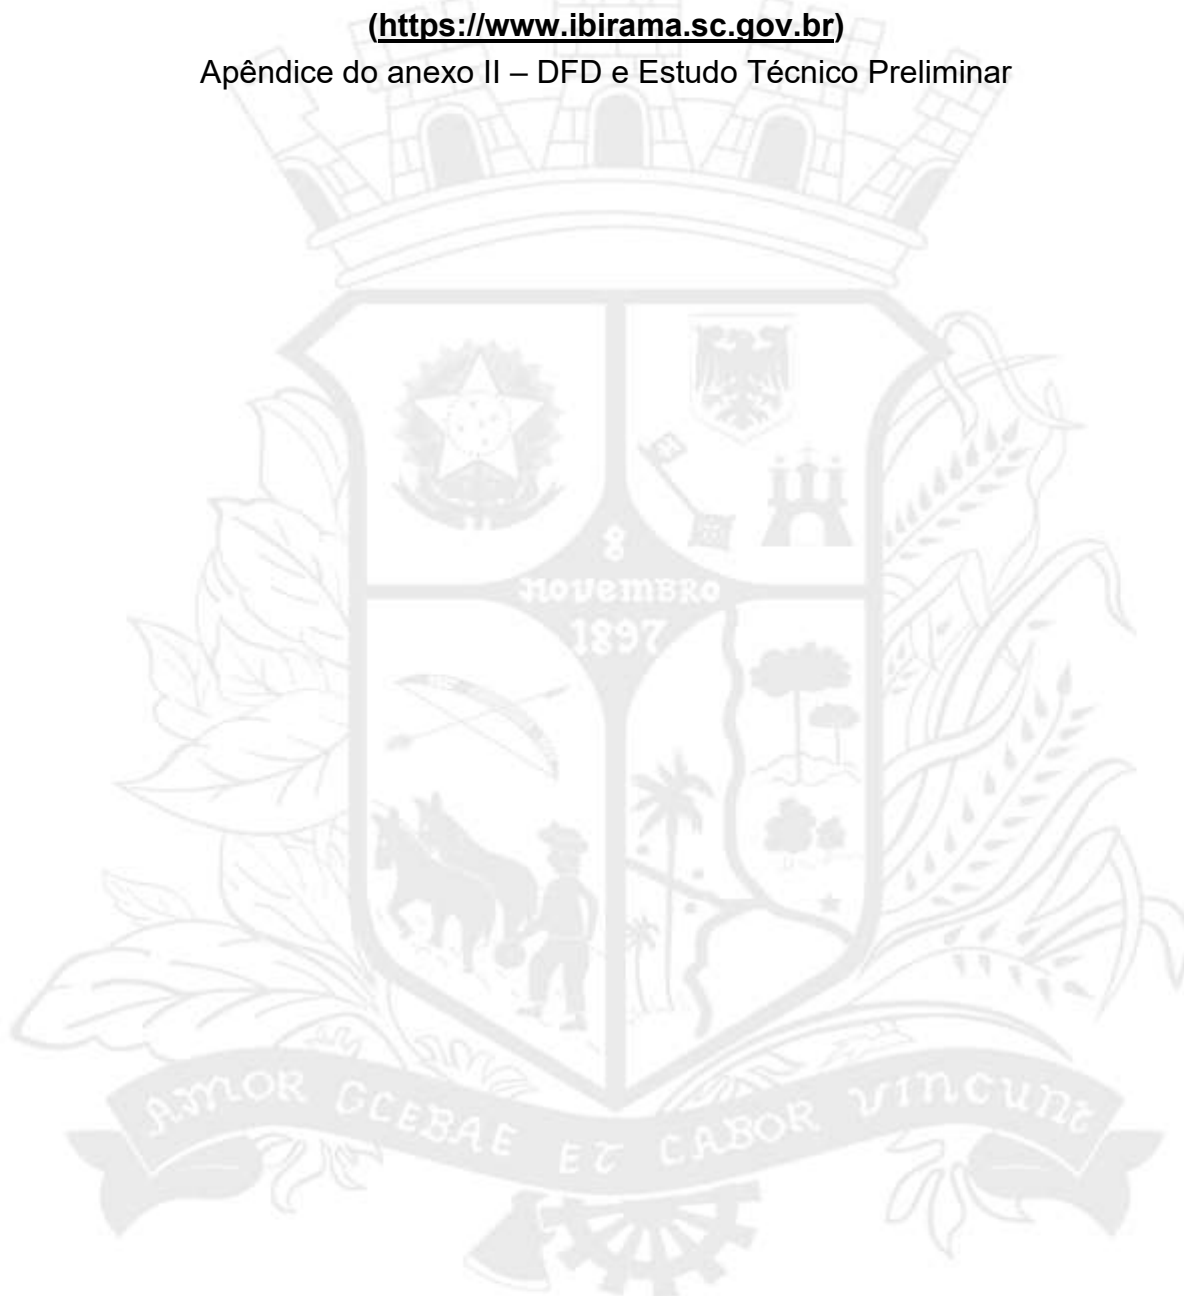 (https://www.ibirama.sc.gov.br)
Apêndice do anexo II – DFD e Estudo Técnico Preliminar
8
NOVEMBRO
1897
AMOR GLEBAE ET LABOR VINCUNT